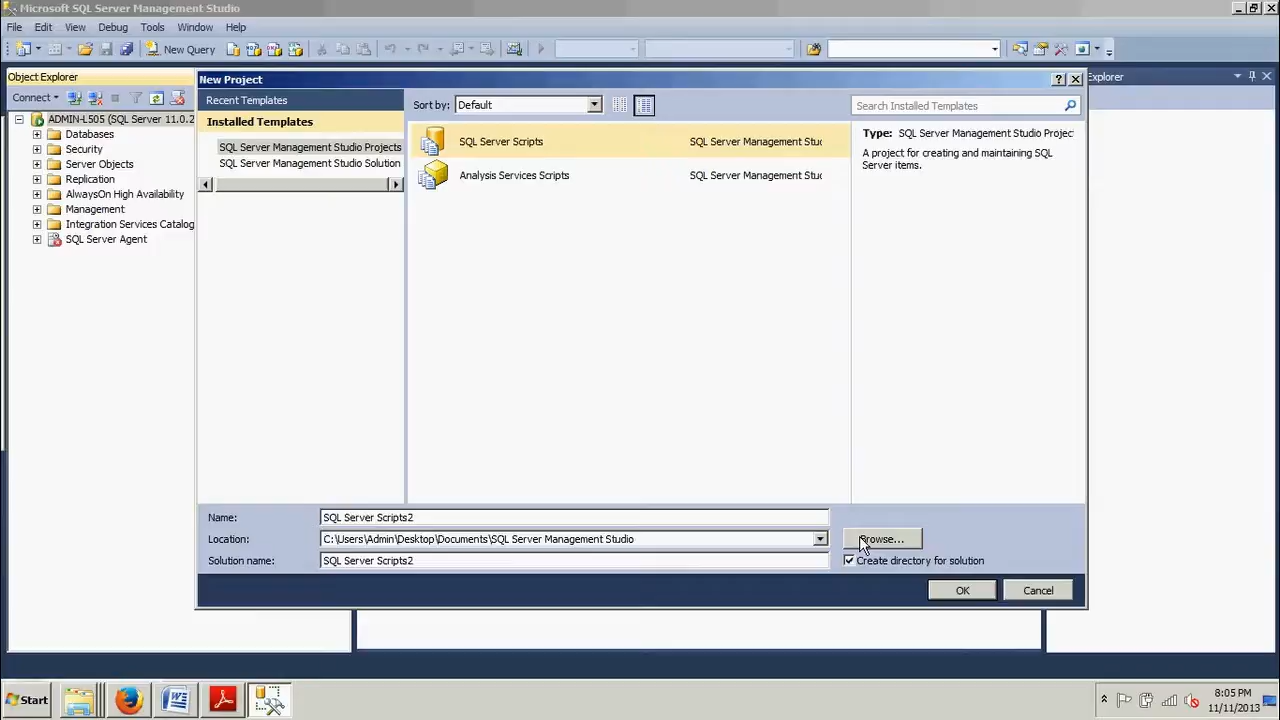 Microsoft SQL Server Management Studio
File Edit View Debug Tools Window Help
New Query
Object Explorer
Explorer
Connect
ADMIN-L505 (SQL Server 11.0.2
Databases
Security
Server Objects
Replication
AlwaysOn High Availability
Management
Integration Services Catalog
SQL Server Agent
New Project
Recent Templates
Installed Templates
SQL Server Management Studio Projects
SQL Server Management Studio Solution
Sort by: Default
Search Installed Templates
SQL Server Scripts SQL Server Management Stu
Analysis Services Scripts SQL Server Management Stu
Type: SQL Server Management Studio Projec
A project for creating and maintaining SQL
Server items.
Name: SQL Server Scripts2
Location: C:\Users\Admin\Desktop\Documents\SQL Server Management Studio
Browse...
Solution name: SQL Server Scripts2
Create directory for solution
OK Cancel
Start
8:05 PM
11/11/2013